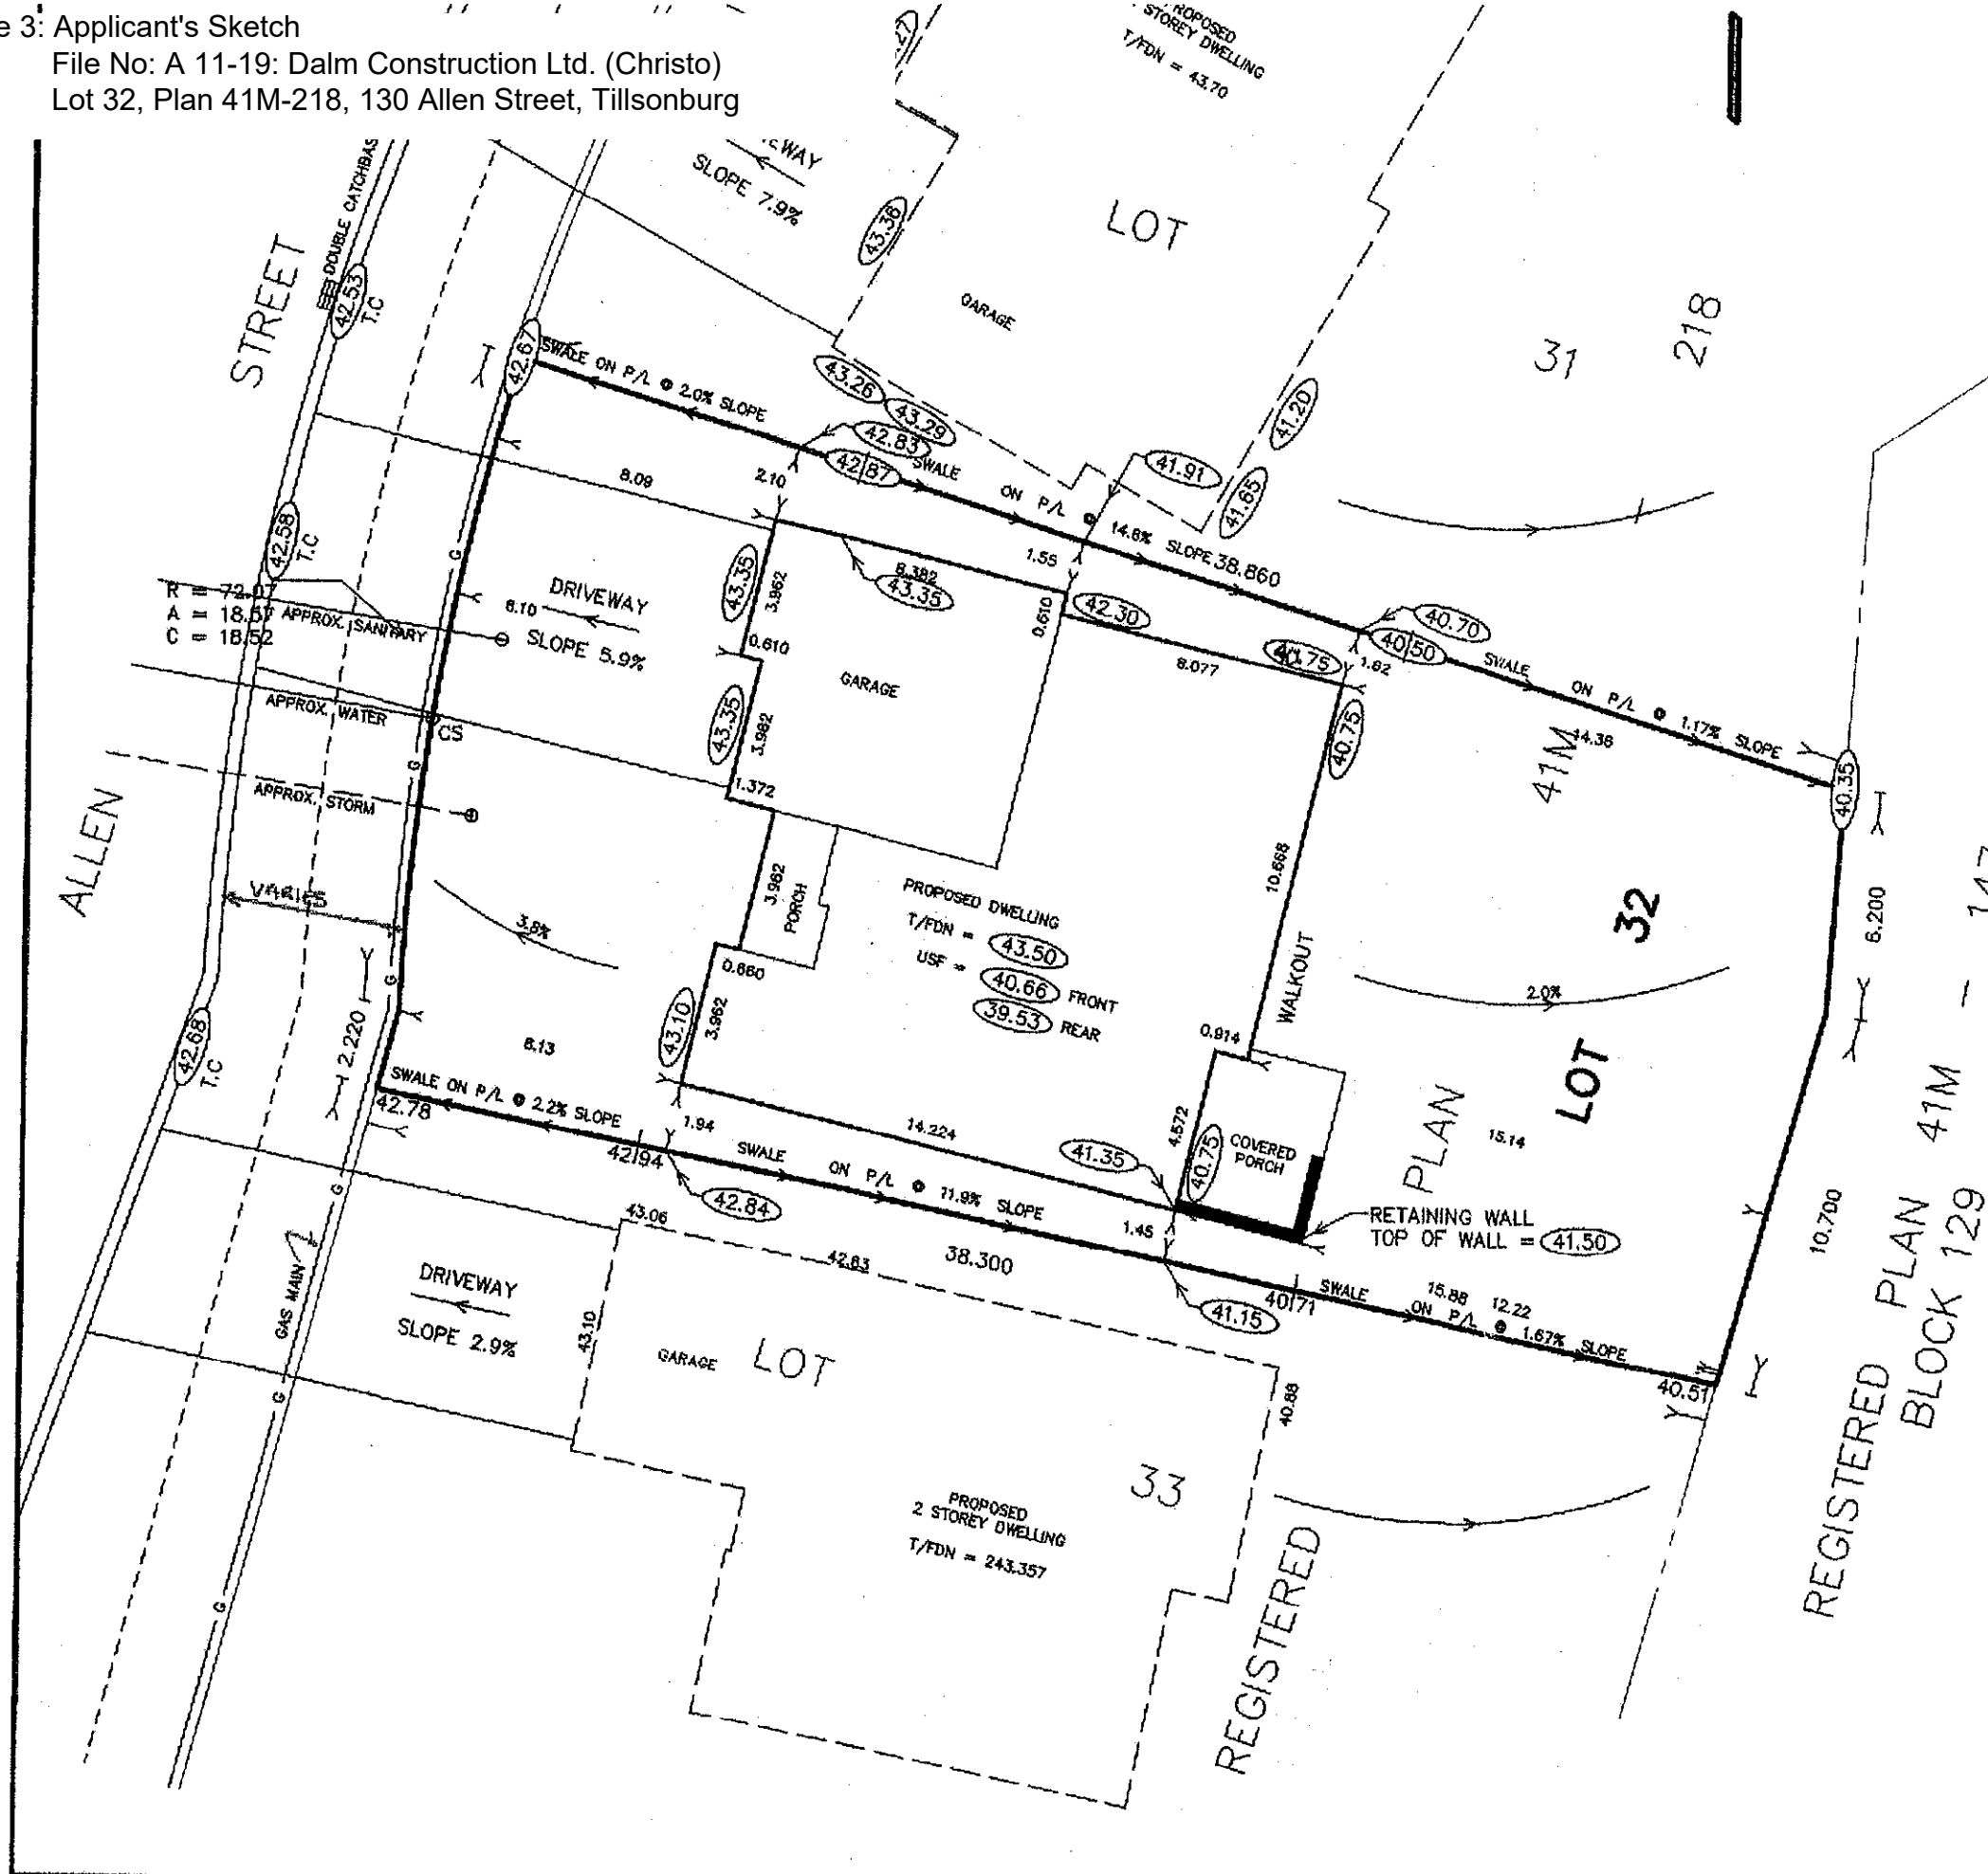 e 3: Applicant's Sketch
File No: A 11-19: Dalm Construction Ltd. (Christo)
Lot 32, Plan 41M-218, 130 Allen Street, Tillsonburg
STOREY DWELLING
T/FDN = 43.70
SLOPE 7.9%
43.36
LOT
31
218
GARAGE
STREET
DOUBLE CATCHBAS
42.53
T.C
42.67
SWALE ON P/L @ 2.0% SLOPE
43.26
43.29
42.83
42.87
SWALE
ON P/L @ 14.8% SLOPE
38.860
41.91
41.20
41.65
8.09
2.10
1.55
42.58
T.C
R = 72.07
A = 18.57
C = 18.52
APPROX. SANITARY
6.10
DRIVEWAY
SLOPE 5.9%
43.35
3.962
8.382
43.35
0.610
42.30
0.610
8.077
40.75
40.70
40.50
1.62
SWALE
ON P/L @ 1.17% SLOPE
14.36
40.35
APPROX. WATER
CS
43.35
3.962
GARAGE
1.372
40.75
41M
APPROX. STORM
ALLEN
VARIES
3.8%
3.962
PORCH
10.668
WALKOUT
PROPOSED DWELLING
T/FDN = 43.50
USF = 40.66 FRONT
39.53 REAR
32
LOT
6.200
2.0%
0.660
43.10
3.962
0.914
42.68
T.C
2.220
6.13
SWALE ON P/L @ 2.2% SLOPE
42.78
1.94
14.224
41.35
4.572
40.75
COVERED
PORCH
PLAN
15.14
42.94
42.84
SWALE
ON P/L @ 11.9% SLOPE
1.45
RETAINING WALL
TOP OF WALL = 41.50
10.700
43.06
42.83
38.300
41.15
40.71
SWALE
15.88
12.22
ON P/L @ 1.67% SLOPE
40.51
GAS MAIN
G
G
G
G
G
G
DRIVEWAY
SLOPE 2.9%
43.10
GARAGE
LOT
33
40.88
PROPOSED
2 STOREY DWELLING
T/FDN = 243.357
REGISTERED
REGISTERED PLAN 41M -
BLOCK 129